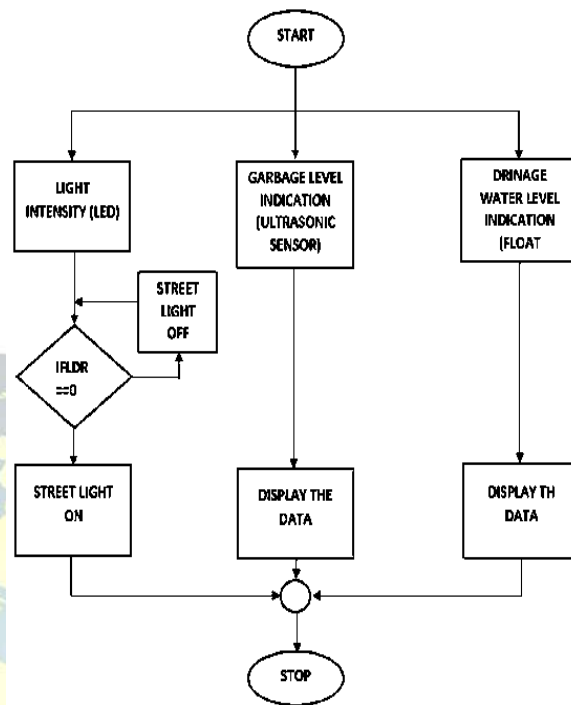 START
LIGHT
INTENSITY (LED)
GARBAGE LEVEL
INDICATION
(ULTRASONIC
SENSOR)
DRINAGE
WATER LEVEL
INDICATION
(FLOAT
STREET
LIGHT
OFF
IFLDR
==0
STREET LIGHT
ON
DISPLAY THE
DATA
DISPLAY TH
DATA
STOP